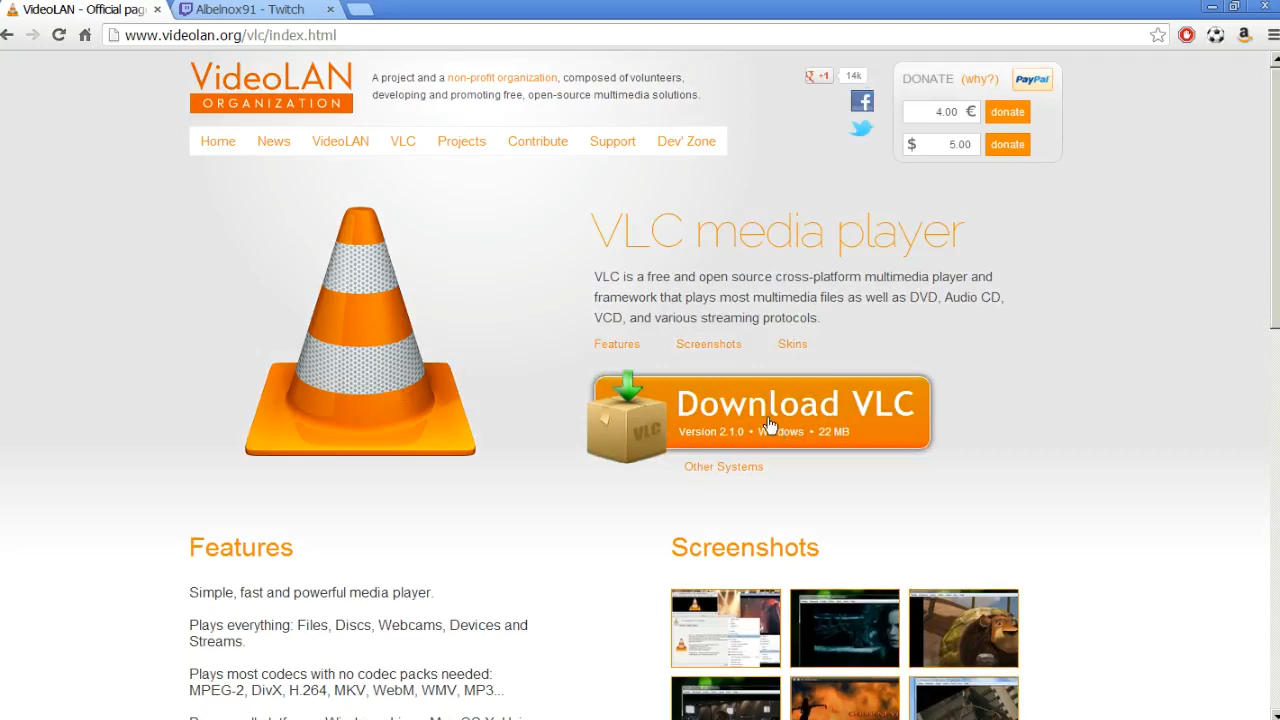 VideoLAN - Official pag
Albelnox91 - Twitch
www.videolan.org/vlc/index.html
VideoLAN
ORGANIZATION
A project and a non-profit organization, composed of volunteers,
developing and promoting free, open-source multimedia solutions.
+1 14k
DONATE (why?) PayPal
4.00 € donate
$ 5.00 donate
Home News VideoLAN VLC Projects Contribute Support Dev' Zone
VLC media player
VLC is a free and open source cross-platform multimedia player and
framework that plays most multimedia files as well as DVD, Audio CD,
VCD, and various streaming protocols.
Features Screenshots Skins
Download VLC
VLC
Version 2.1.0 • Windows • 22 MB
Other Systems
Features
Screenshots
Simple, fast and powerful media player.
Plays everything: Files, Discs, Webcams, Devices and
Streams.
Plays most codecs with no codec packs needed:
MPEG-2, DivX, H.264, MKV, WebM, WMV, MP3...